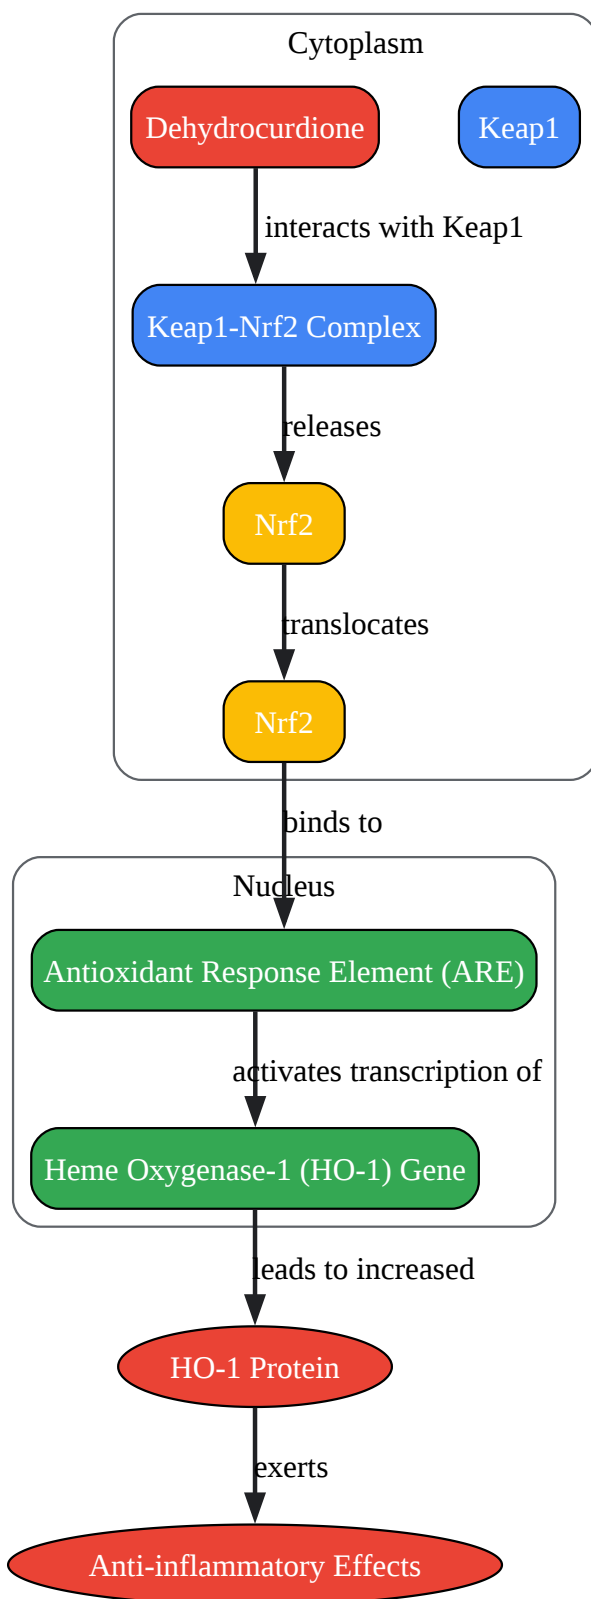 Cytoplasm
Dehydrocurdione
Keap1
interacts with Keap1
Keap1-Nrf2 Complex
releases
Nrf2
translocates
Nrf2
binds to
Nucleus
Antioxidant Response Element (ARE)
activates transcription of
Heme Oxygenase-1 (HO-1) Gene
leads to increased
HO-1 Protein
exerts
Anti-inflammatory Effects